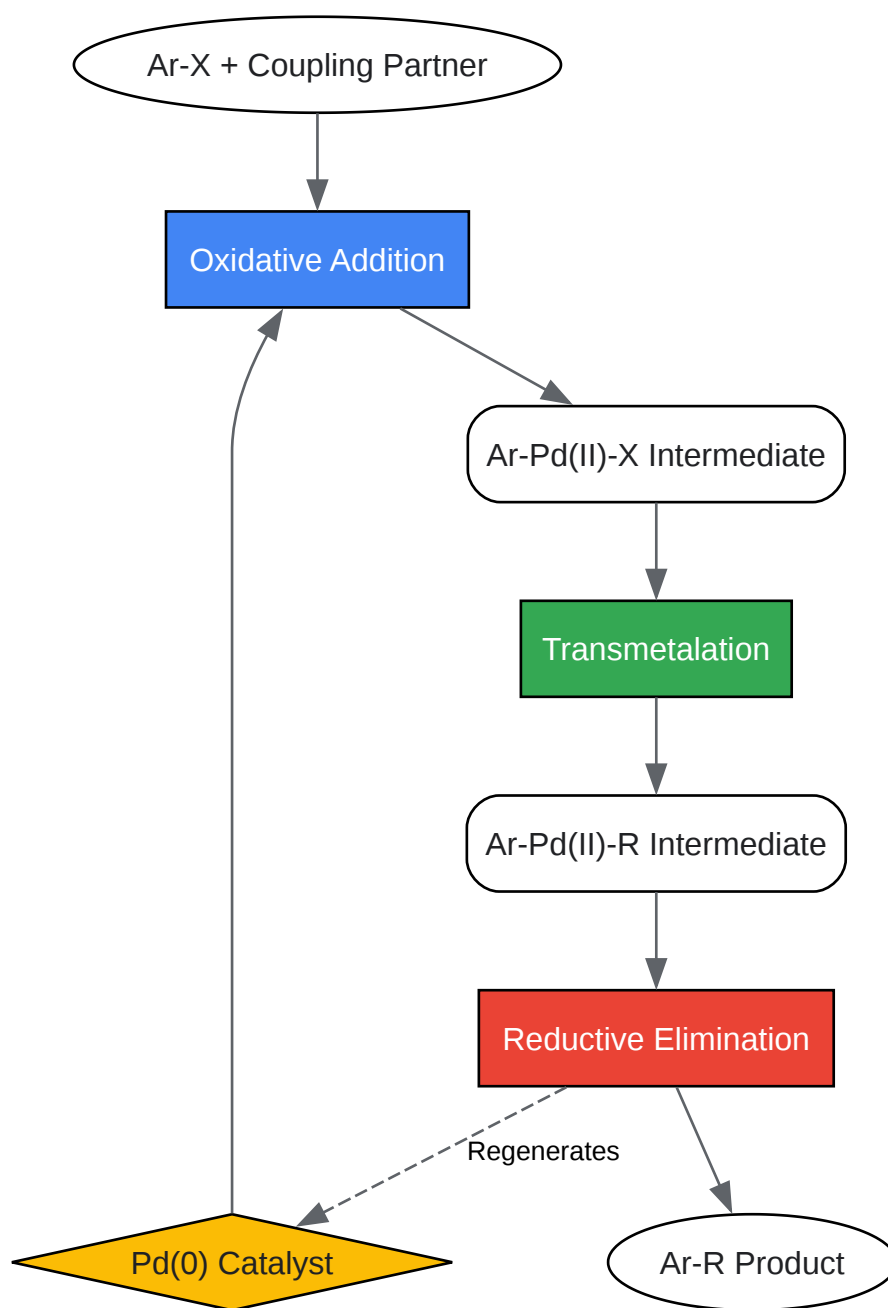 Ar-X + Coupling Partner
Oxidative Addition
Ar-Pd(II)-X Intermediate
Transmetalation
Ar-Pd(II)-R Intermediate
Reductive Elimination
Regenerates
Pd(0) Catalyst
Ar-R Product